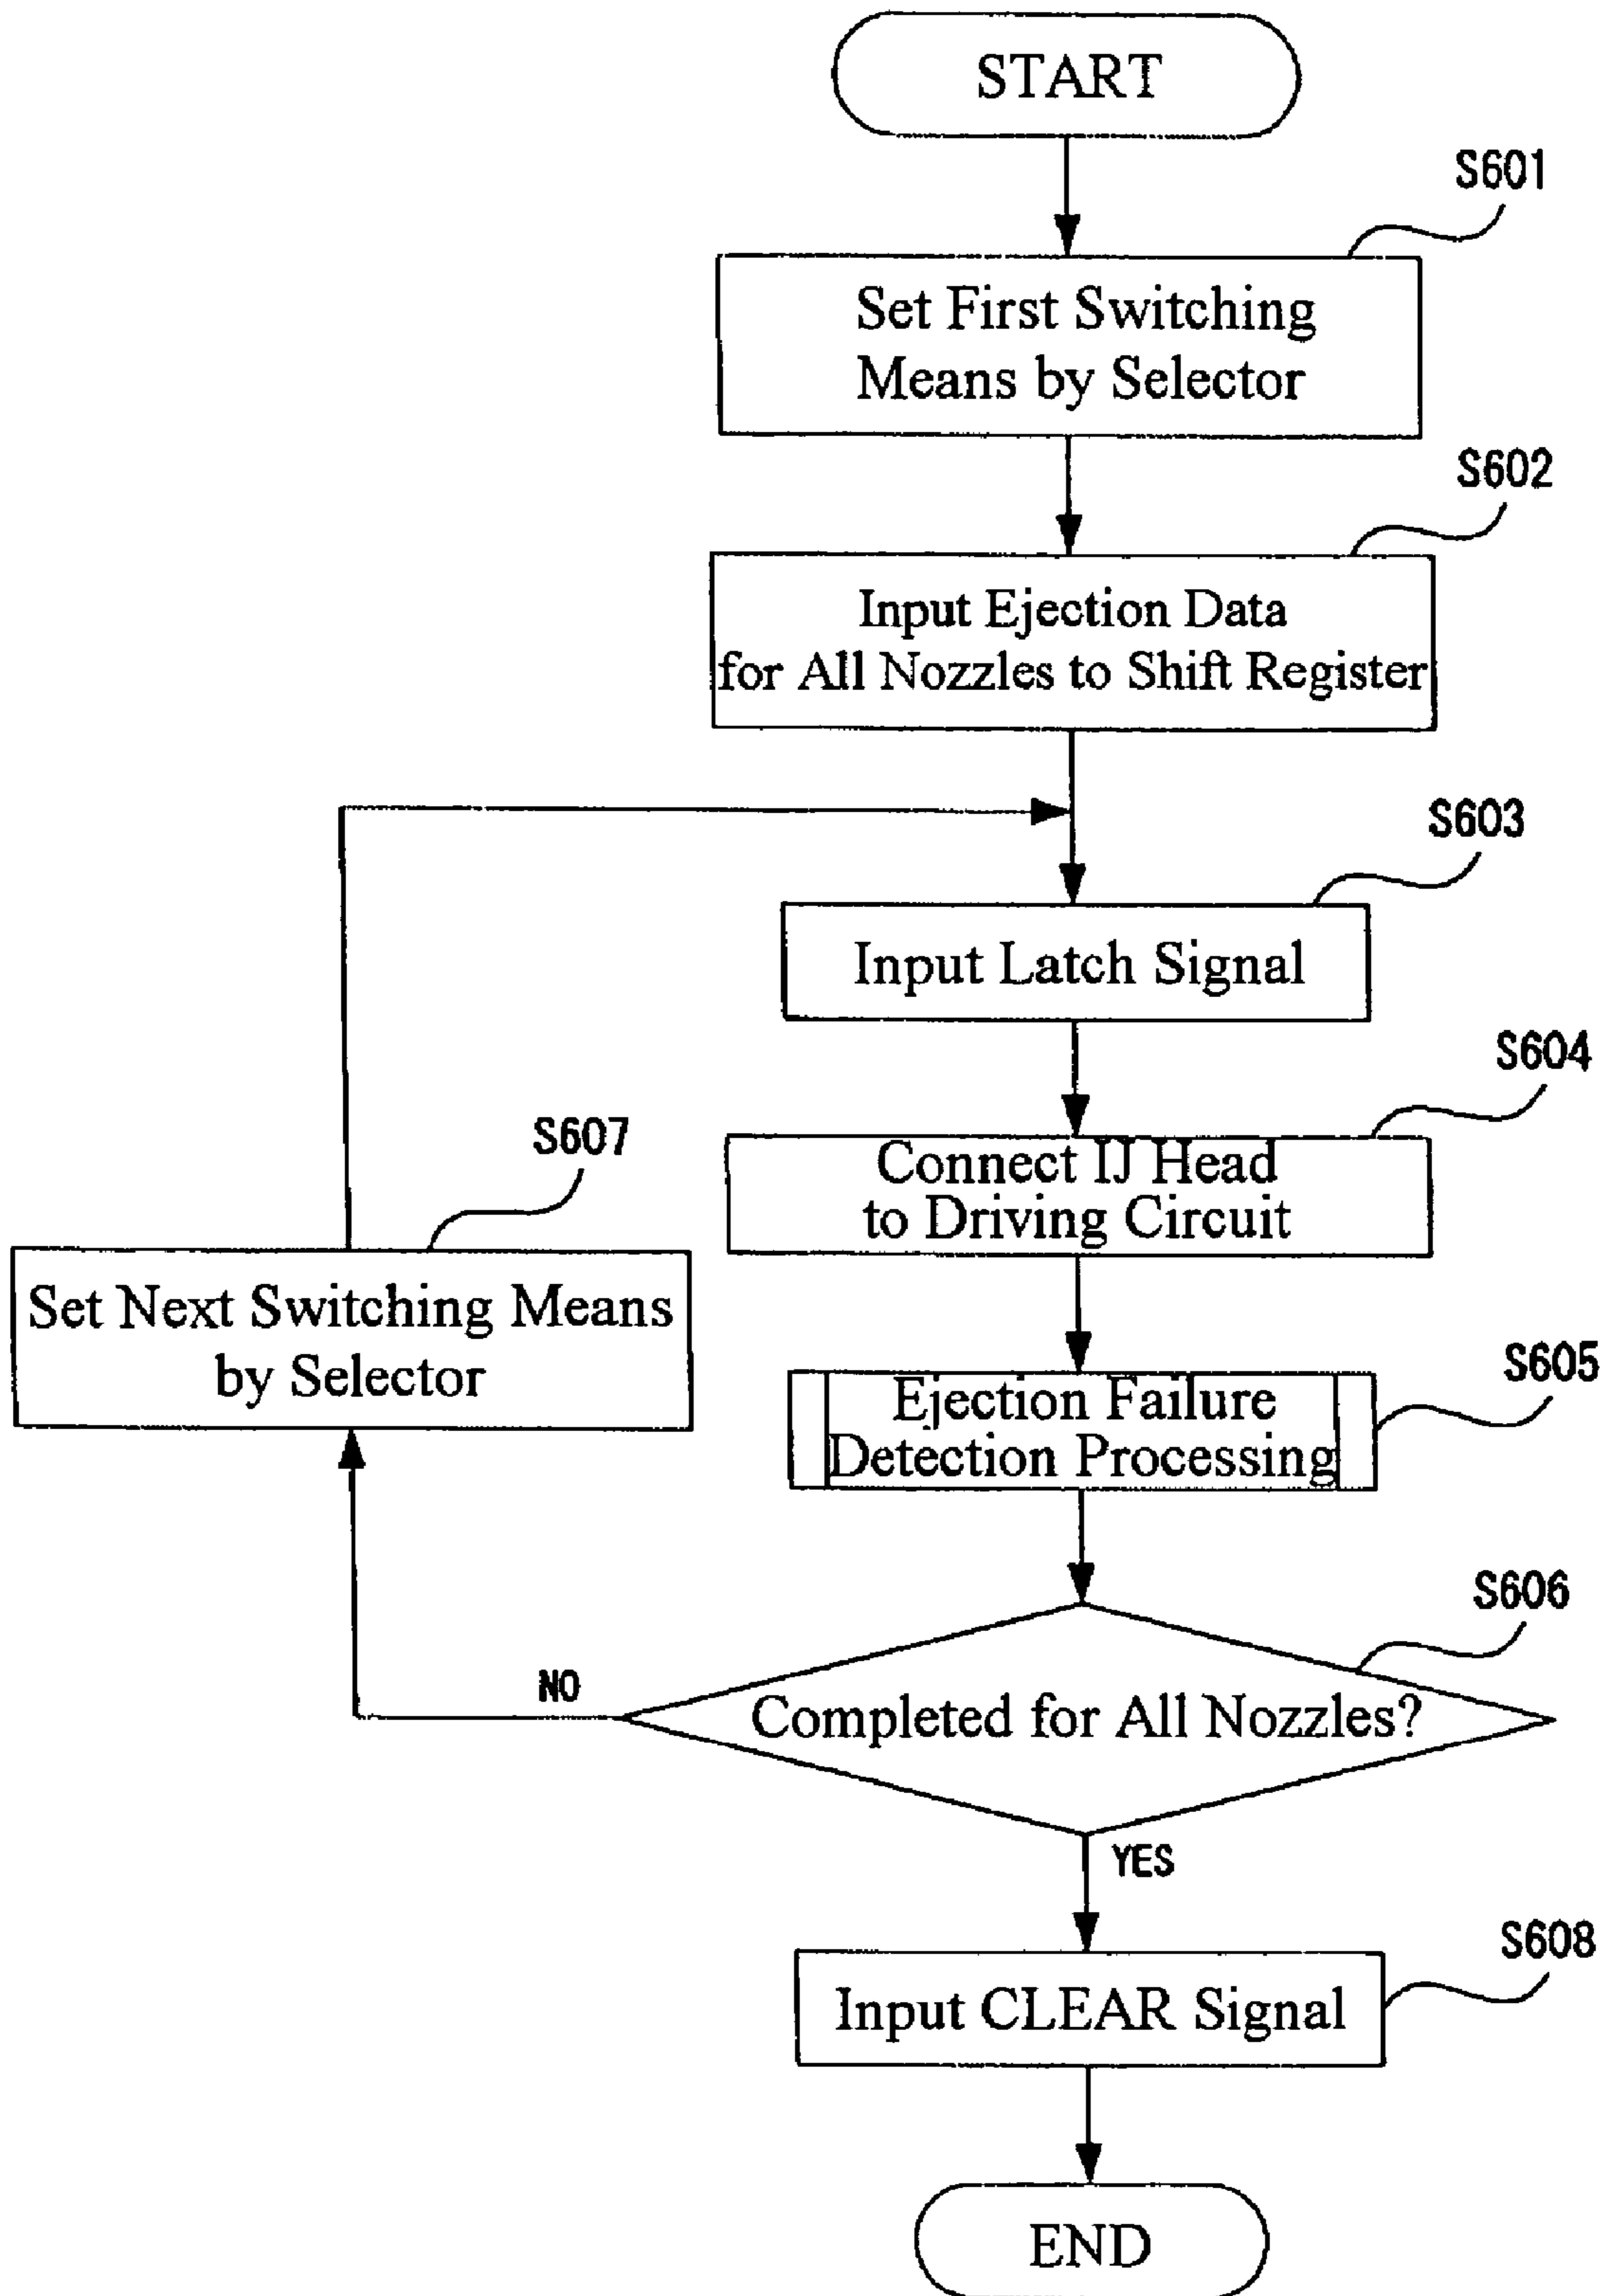 START
S601
Set First Switching
Means by Selector
S602
Input Ejection Data
for All Nozzles to Shift Register
S603
Input Latch Signal
S604
Connect IJ Head
to Driving Circuit
S607
Set Next Switching Means
by Selector
S605
Ejection Failure
Detection Processing
S606
NO
Completed for All Nozzles?
YES
S608
Input CLEAR Signal
END